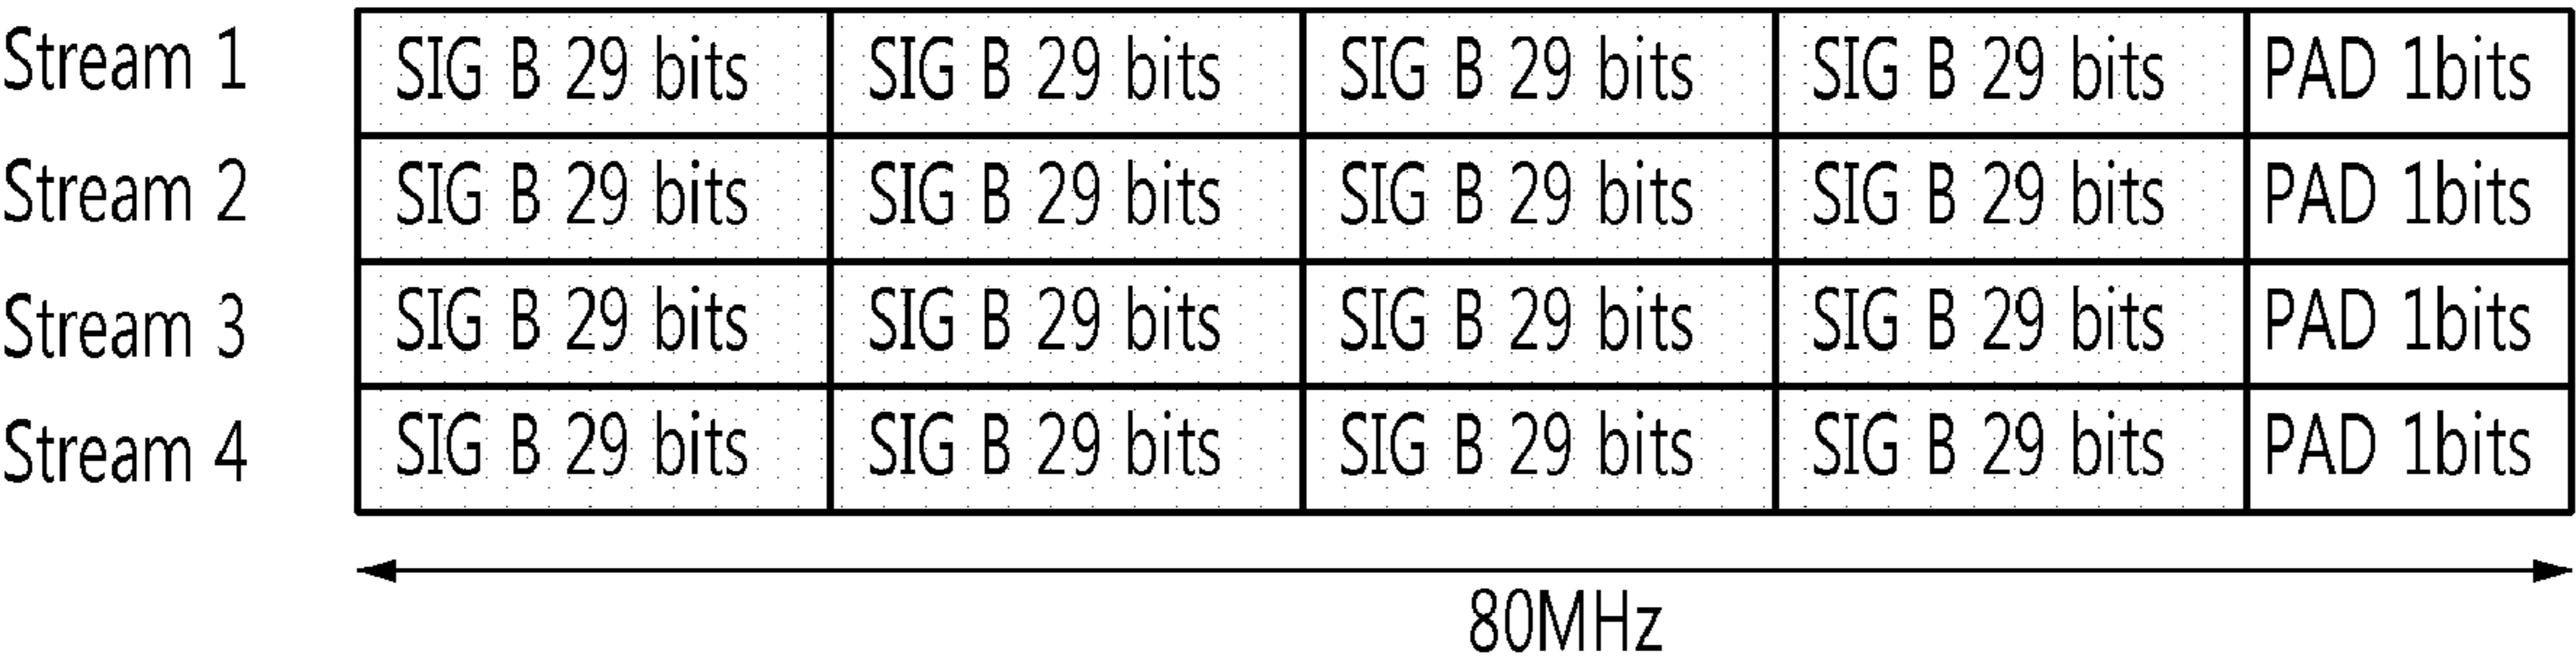 Stream 1 SIG B 29 bits SIG B 29 bits SIG B 29 bits SIG B 29 bits PAD 1bits
Stream 2 SIG B 29 bits SIG B 29 bits SIG B 29 bits SIG B 29 bits PAD 1bits
Stream 3 SIG B 29 bits SIG B 29 bits SIG B 29 bits SIG B 29 bits PAD 1bits
Stream 4 SIG B 29 bits SIG B 29 bits SIG B 29 bits SIG B 29 bits PAD 1bits
80MHz